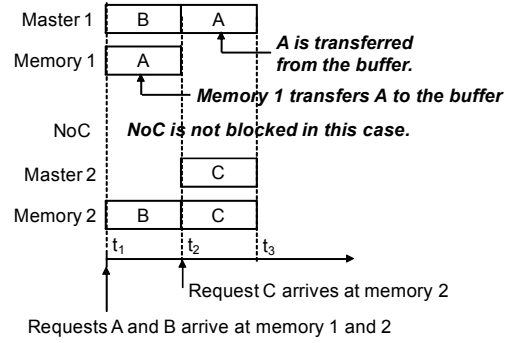 Master 1 B A
A is transferred
from the buffer.
Memory 1 A
Memory 1 transfers A to the buffer
NoC NoC is not blocked in this case.
Master 2 C
Memory 2 B C
t1 t2 t3
Request C arrives at memory 2
Requests A and B arrive at memory 1 and 2